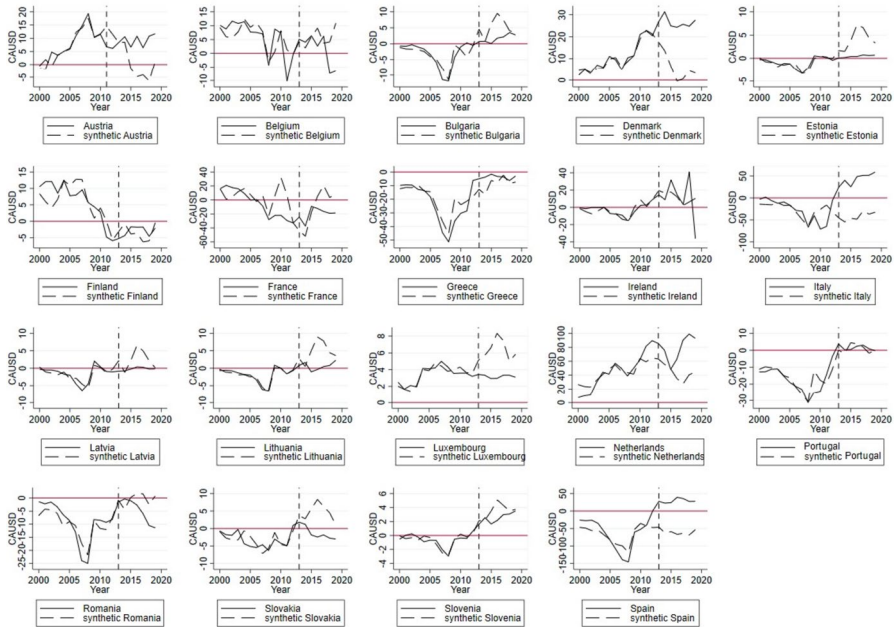 CAUSD
20
15
10
5
0
-5
2000 2005 2010 2015 2020
Year
Austria
synthetic Austria
CAUSD
15
10
5
0
-5
-10
2000 2005 2010 2015 2020
Year
Belgium
synthetic Belgium
CAUSD
10
5
0
-5
-10
2000 2005 2010 2015 2020
Year
Bulgaria
synthetic Bulgaria
CAUSD
30
20
10
0
2000 2005 2010 2015 2020
Year
Denmark
synthetic Denmark
CAUSD
10
5
0
-5
2000 2005 2010 2015 2020
Year
Estonia
synthetic Estonia
CAUSD
15
10
5
0
-5
2000 2005 2010 2015 2020
Year
Finland
synthetic Finland
CAUSD
40
20
0
-20
-40
-60
2000 2005 2010 2015 2020
Year
France
synthetic France
CAUSD
0
-10
-20
-30
-40
-50
2000 2005 2010 2015 2020
Year
Greece
synthetic Greece
CAUSD
40
20
0
-20
-40
2000 2005 2010 2015 2020
Year
Ireland
synthetic Ireland
CAUSD
50
0
-50
-100
2000 2005 2010 2015 2020
Year
Italy
synthetic Italy
CAUSD
10
5
0
-5
-10
2000 2005 2010 2015 2020
Year
Latvia
synthetic Latvia
CAUSD
10
5
0
-5
-10
2000 2005 2010 2015 2020
Year
Lithuania
synthetic Lithuania
CAUSD
8
6
4
2
0
2000 2005 2010 2015 2020
Year
Luxembourg
synthetic Luxembourg
CAUSD
100
80
60
40
20
0
2000 2005 2010 2015 2020
Year
Netherlands
synthetic Netherlands
CAUSD
10
0
-10
-20
-30
2000 2005 2010 2015 2020
Year
Portugal
synthetic Portugal
CAUSD
0
-5
-10
-15
-20
-25
2000 2005 2010 2015 2020
Year
Romania
synthetic Romania
CAUSD
10
5
0
-5
-10
2000 2005 2010 2015 2020
Year
Slovakia
synthetic Slovakia
CAUSD
6
4
2
0
-2
-4
2000 2005 2010 2015 2020
Year
Slovenia
synthetic Slovenia
CAUSD
50
0
-50
-100
-150
2000 2005 2010 2015 2020
Year
Spain
synthetic Spain